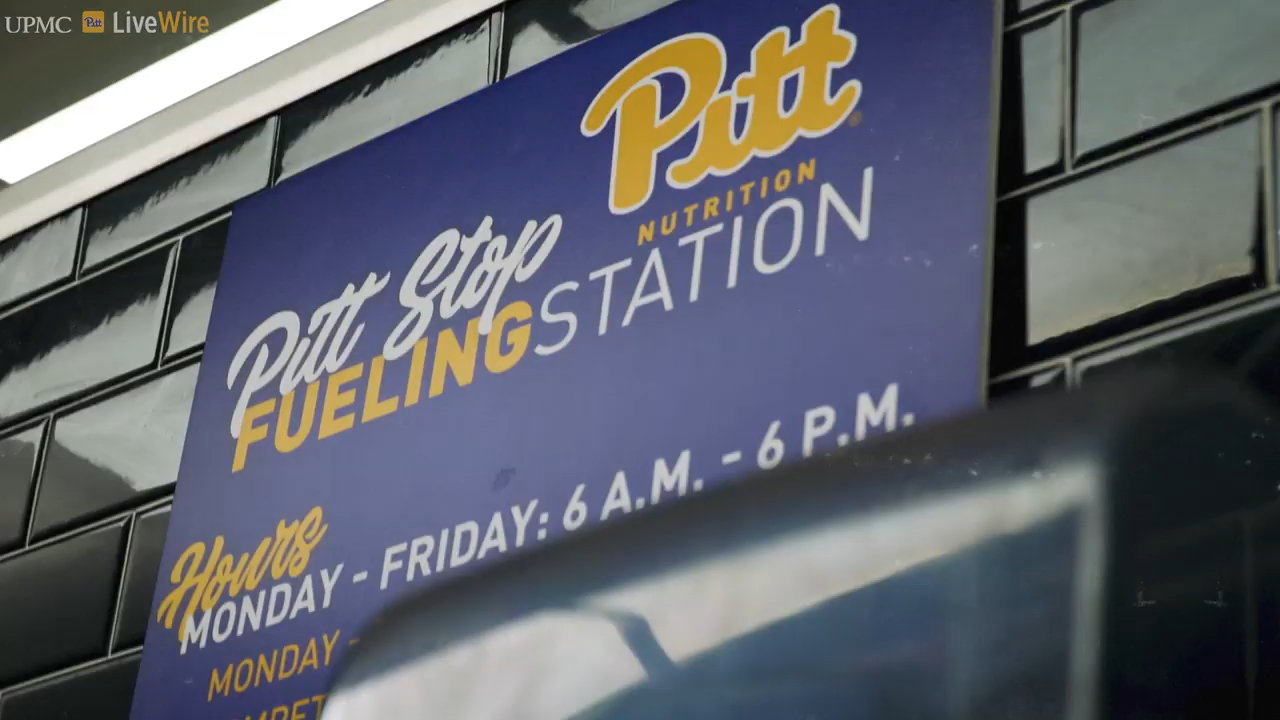 UPMC Pitt LiveWire
Pitt
NUTRITION
Pitt Stop
FUELING STATION
Hours
MONDAY - FRIDAY: 6 A.M. - 6 P.M.
MONDAY -